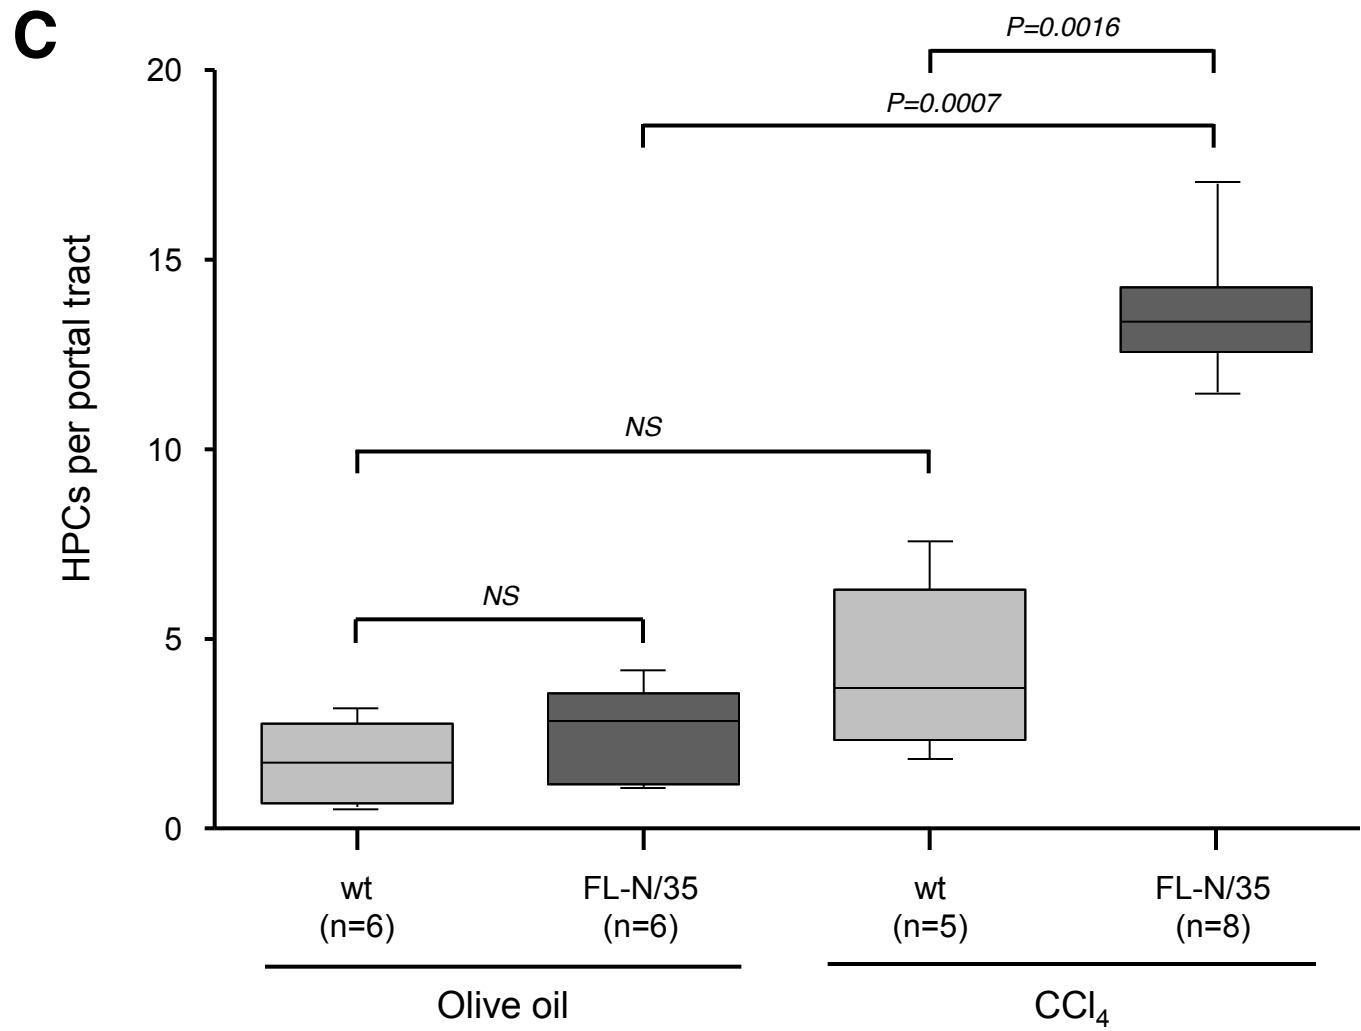 C
P=0.0016
P=0.0007
20
15
10
5
0
HPCs per portal tract
NS
NS
wt
(n=6)
FL-N/35
(n=6)
wt
(n=5)
FL-N/35
(n=8)
Olive oil
CCl₄